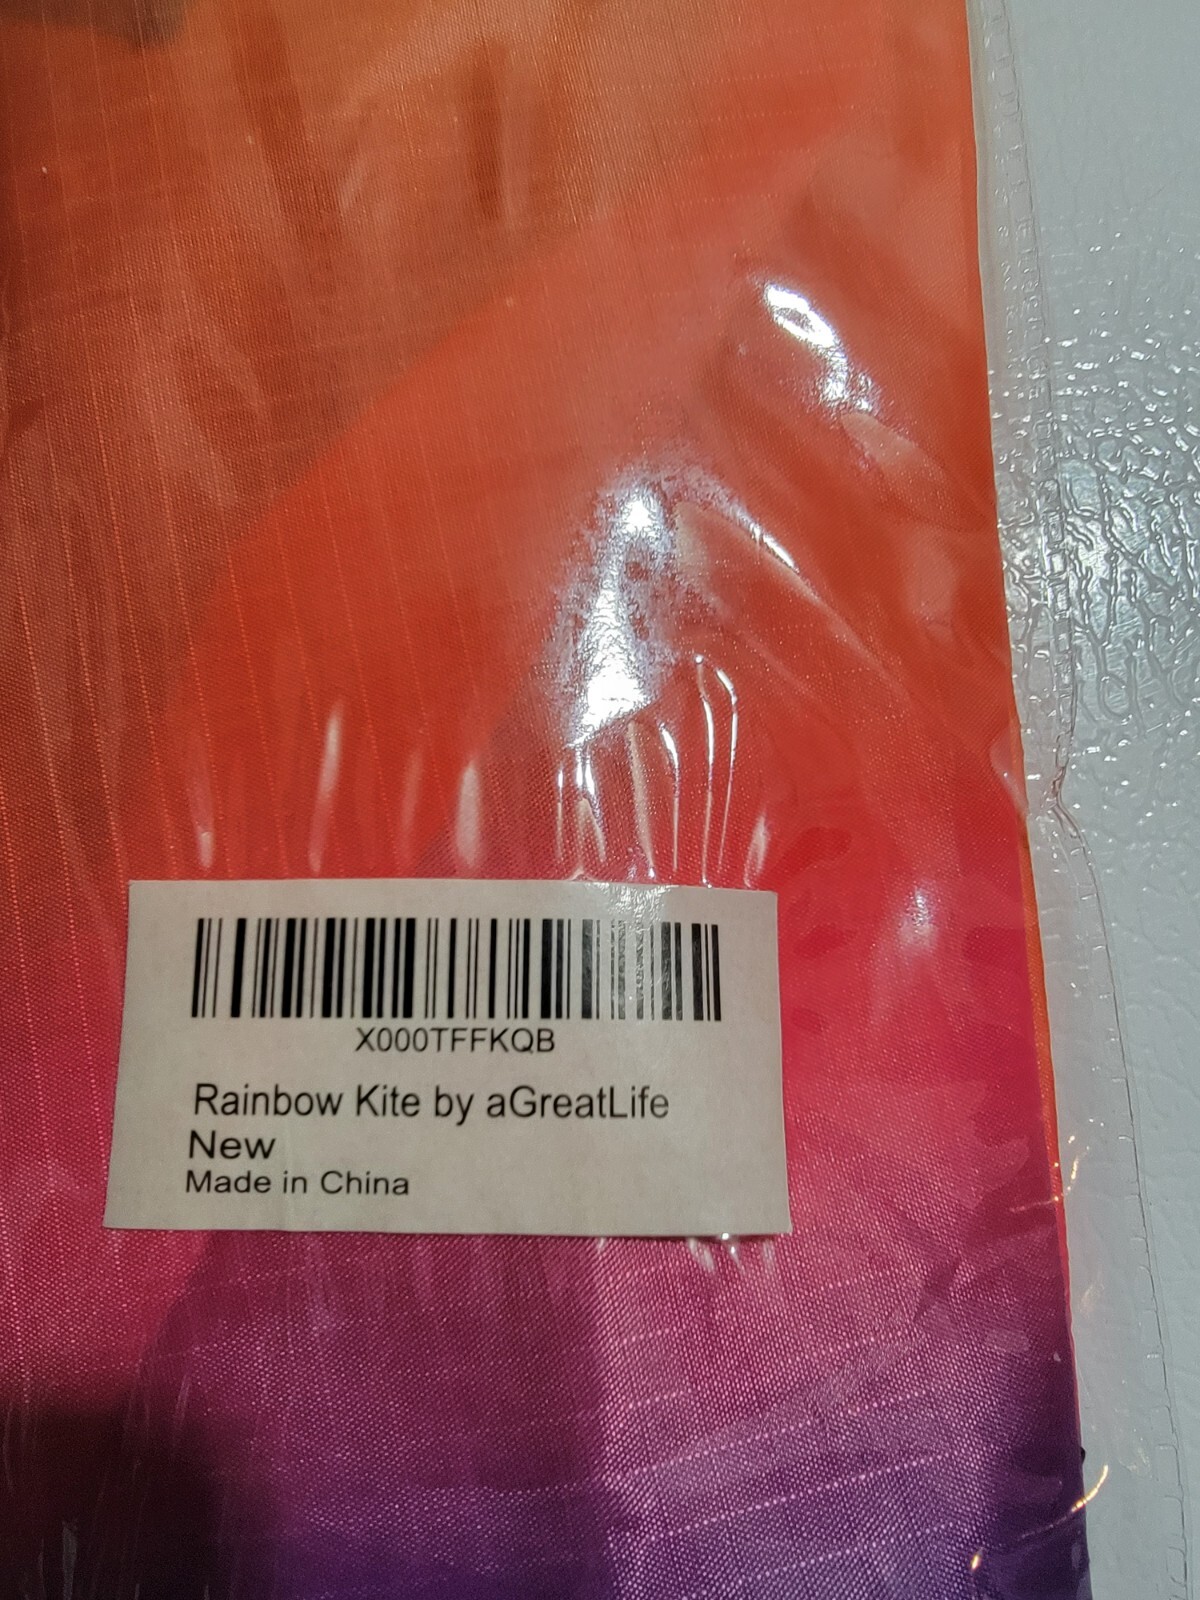 X000TFFKQB
Rainbow Kite by aGreatLife
New
Made in China